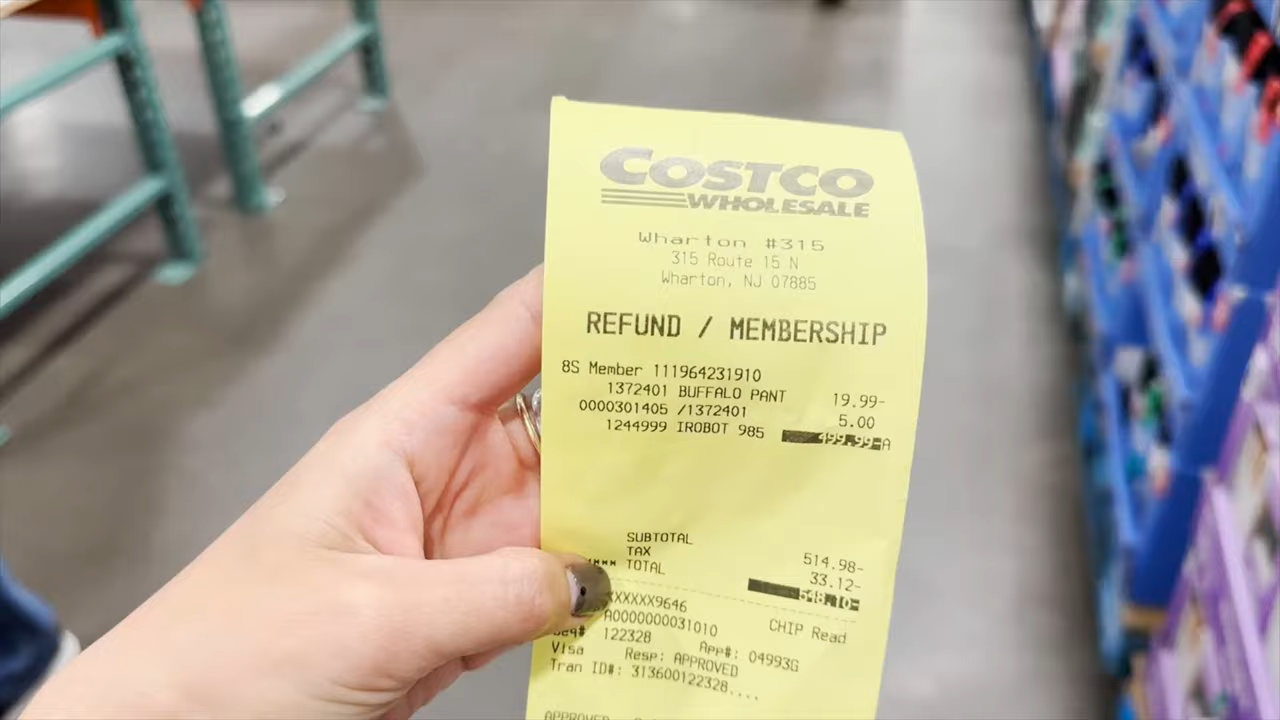 COSTCO
WHOLESALE
Wharton #315
315 Route 15 N
Wharton, NJ 07885
REFUND / MEMBERSHIP
8S Member 111964231910
1372401 BUFFALO PANT 19.99-
0000301405 /1372401 5.00
1244999 IROBOT 985 499.99-A
SUBTOTAL 514.98-
TAX 33.12-
**** TOTAL 548.10-
XXXXXX9646 CHIP Read
A0000000031010
Seq# 122328 App#: 04993G
Visa Resp: APPROVED
Tran ID#: 313600122328....
APPROVED